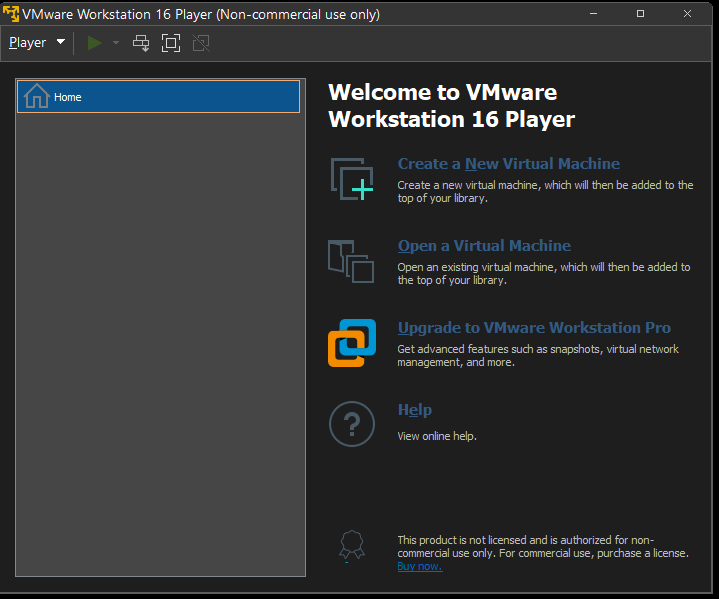 VMware Workstation 16 Player (Non-commercial use only)
Player
Home
Welcome to VMware
Workstation 16 Player
Create a New Virtual Machine
Create a new virtual machine, which will then be added to the
top of your library.
Open a Virtual Machine
Open an existing virtual machine, which will then be added to
the top of your library.
Upgrade to VMware Workstation Pro
Get advanced features such as snapshots, virtual network
management, and more.
?
Help
View online help.
This product is not licensed and is authorized for non-
commercial use only. For commercial use, purchase a license.
Buy now.